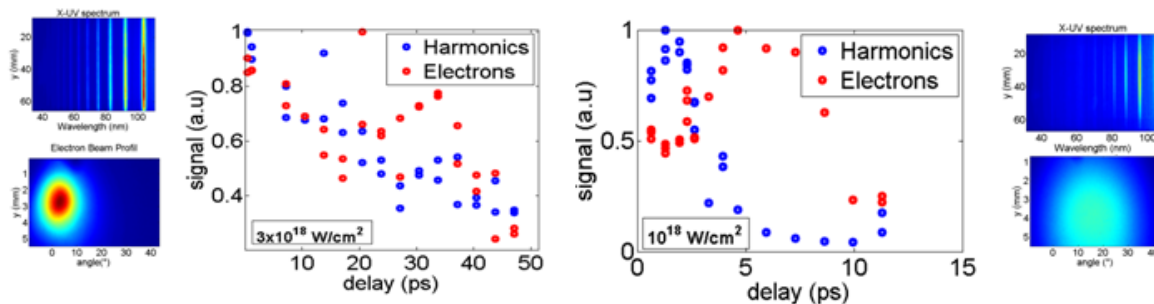 X-UV spectrum
y (mm)
20
40
60
40 60 80 100
Wavelength (nm)
Electron Beam Profil
y (mm)
1
2
3
4
5
0 10 20 30 40
angle(°)
signal (a.u)
1
0.8
0.6
0.4
Harmonics
Electrons
3x10¹⁸ W/cm²
10 20 30 40 50
delay (ps)
signal (a.u)
1
0.5
0
Harmonics
Electrons
10¹⁸ W/cm²
0 5 10 15
delay (ps)
X-UV spectrum
y (mm)
20
40
60
40 60 80 100
Wavelength (nm)
y (mm)
1
2
3
4
5
0 10 20 30 40
angle (°)